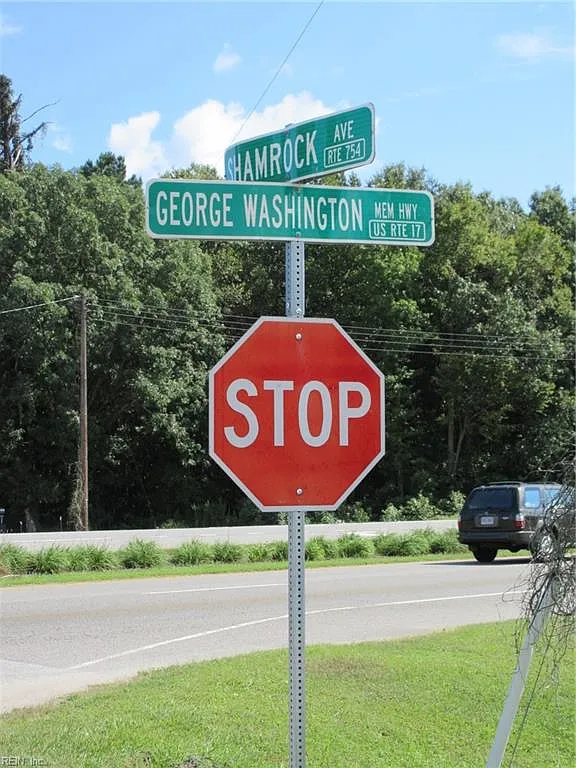 SHAMROCK AVE
RTE 754
GEORGE WASHINGTON MEM HWY
US RTE 17
STOP
REIN, Inc.